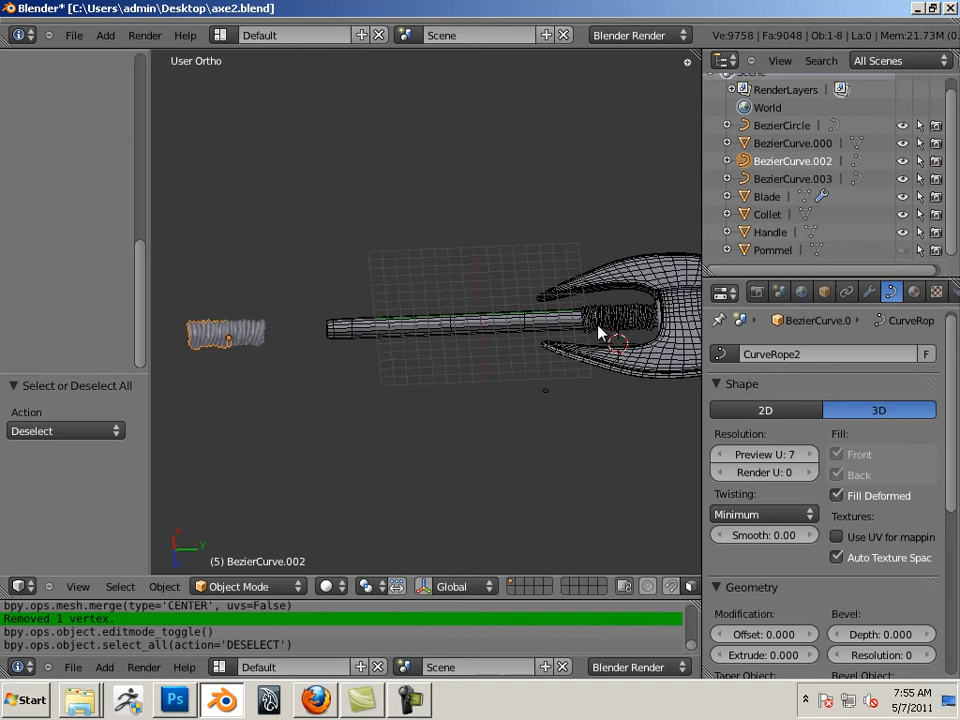 Blender* [C:\Users\admin\Desktop\axe2.blend]
File Add Render Help Default Scene Blender Render Ve:9758 | Fa:9048 | Ob:1-8 | La:0 | Mem:21.73M (0.
User Ortho
View Search All Scenes
Scene
RenderLayers
World
BezierCircle
BezierCurve.000
BezierCurve.002
BezierCurve.003
Blade
Collet
Handle
Pommel
BezierCurve.0 CurveRop
CurveRope2 F
Shape
2D 3D
Resolution: Fill:
Preview U: 7 Front
Render U: 0 Back
Twisting: Fill Deformed
Minimum Textures:
Smooth: 0.00 Use UV for mappin
Auto Texture Spac
Geometry
Modification: Bevel:
Offset: 0.000 Depth: 0.000
Extrude: 0.000 Resolution: 0
Select or Deselect All
Action
Deselect
x y z
(5) BezierCurve.002
View Select Object Object Mode Global
bpy.ops.mesh.merge(type='CENTER', uvs=False)
Removed 1 vertex.
bpy.ops.object.editmode_toggle()
bpy.ops.object.select_all(action='DESELECT')
File Add Render Help Default Scene Blender Render
Start Ps 7:55 AM
5/7/2011